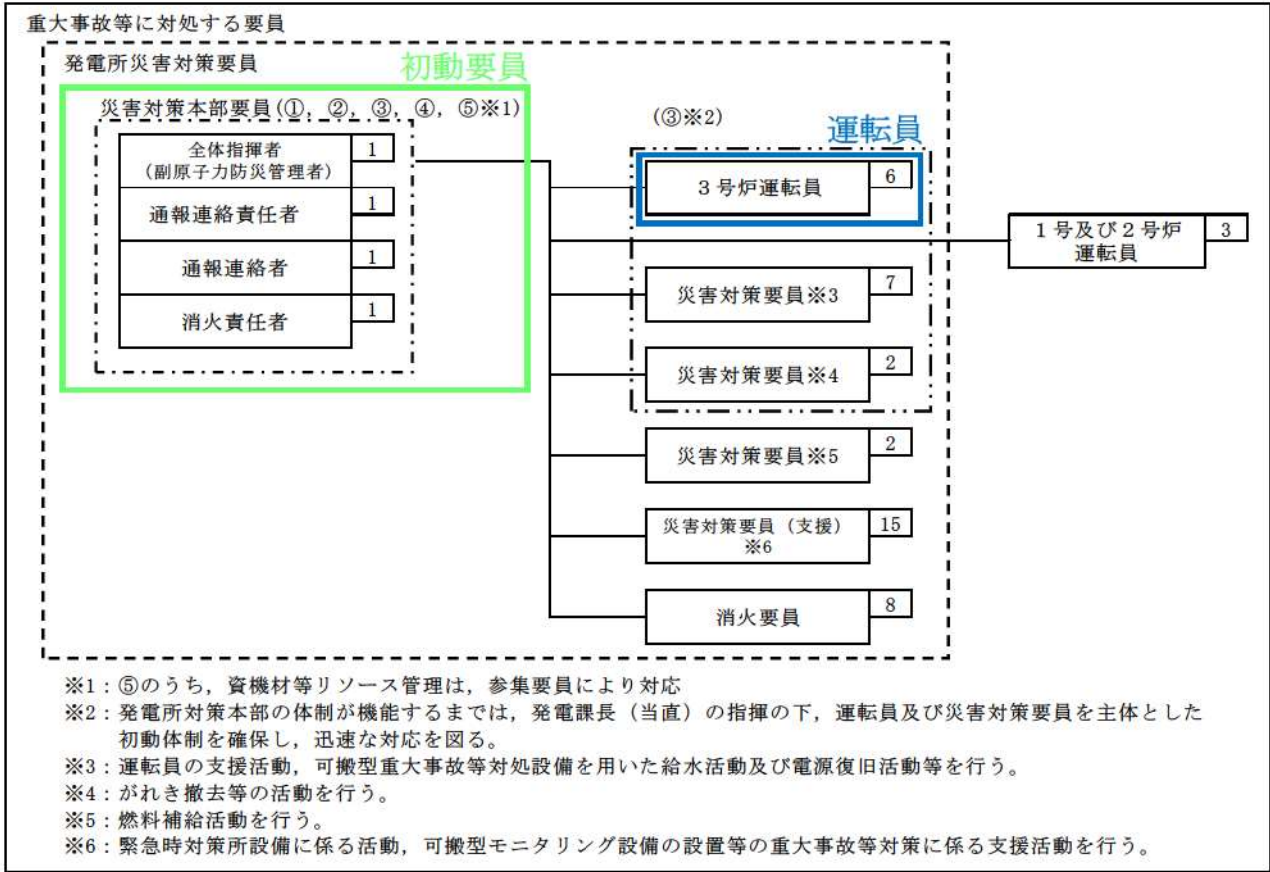 重大事故等に対処する要員
発電所災害対策要員
初動要員
災害対策本部要員(①，②，③，④，⑤※1)
全体指揮者
(副原子力防災管理者)
1
通報連絡責任者
1
通報連絡者
1
消火責任者
1
(③※2)
運転員
3号炉運転員
6
1号及び2号炉
運転員
3
災害対策要員※3
7
災害対策要員※4
2
災害対策要員※5
2
災害対策要員（支援）
※6
15
消火要員
8
※1：⑤のうち，資機材等リソース管理は，参集要員により対応
※2：発電所対策本部の体制が機能するまでは，発電課長（当直）の指揮の下，運転員及び災害対策要員を主体とした
初動体制を確保し，迅速な対応を図る。
※3：運転員の支援活動，可搬型重大事故等対処設備を用いた給水活動及び電源復旧活動等を行う。
※4：がれき撤去等の活動を行う。
※5：燃料補給活動を行う。
※6：緊急時対策所設備に係る活動，可搬型モニタリング設備の設置等の重大事故等対策に係る支援活動を行う。